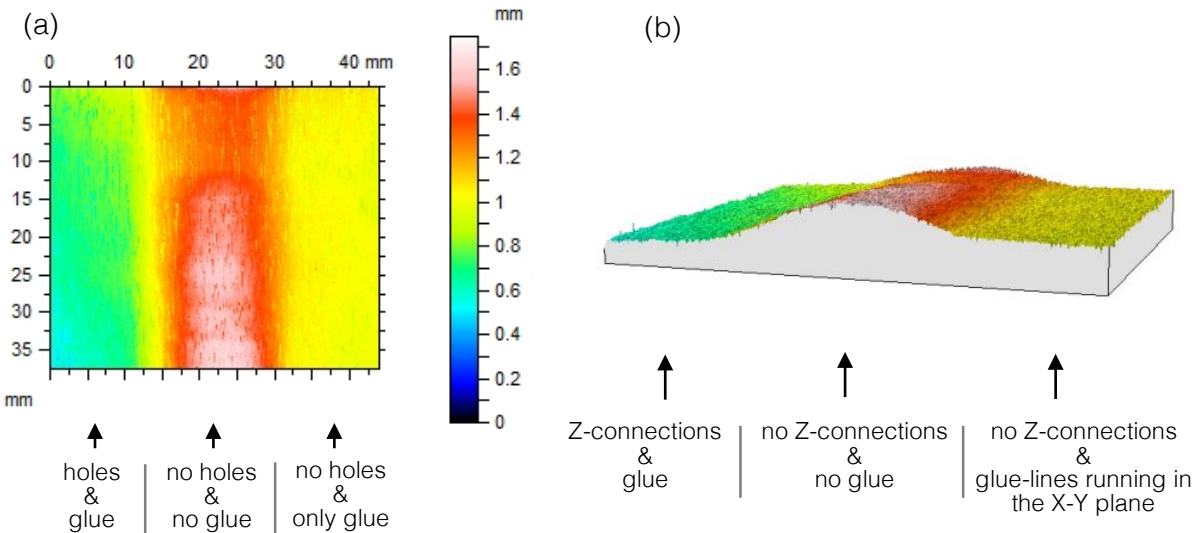 (a)
mm
(b)
0 10 20 30 40 mm
0
5
10
15
20
25
30
35
mm
1.6
1.4
1.2
1
0.8
0.6
0.4
0.2
0
holes
&
glue
no holes
&
no glue
no holes
&
only glue
Z-connections
&
glue
no Z-connections
&
no glue
no Z-connections
&
glue-lines running in
the X-Y plane